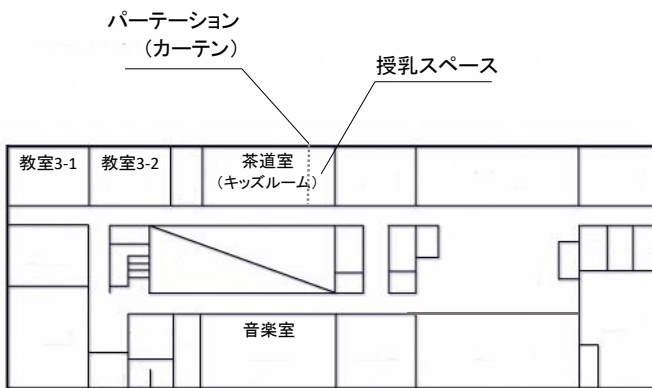 パーテーション
（カーテン）
授乳スペース
教室3-1
教室3-2
茶道室
（キッズルーム）
音楽室